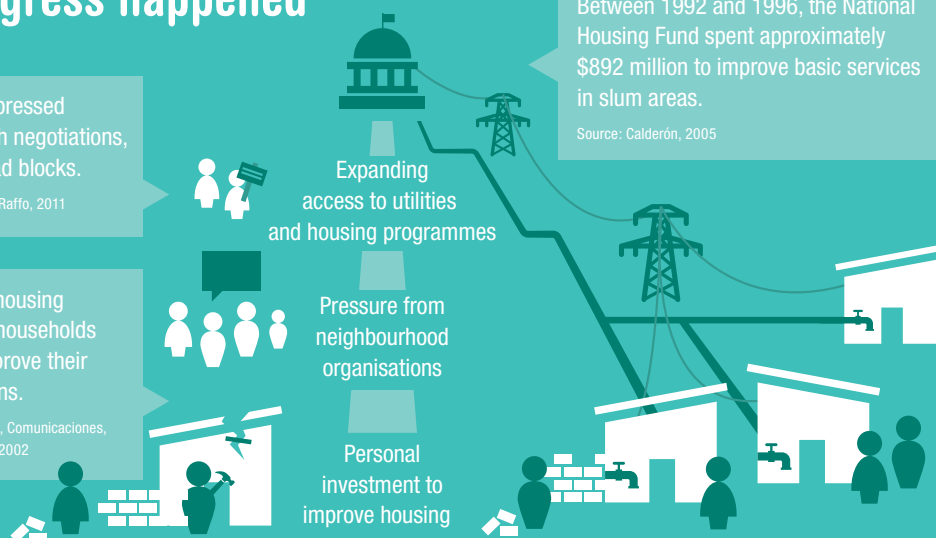 gress happened
Between 1992 and 1996, the National
Housing Fund spent approximately
$892 million to improve basic services
in slum areas.
Source: Calderón, 2005
pressed
h negotiations,
ad blocks.
Raffo, 2011
Expanding
access to utilities
and housing programmes
Pressure from
neighbourhood
organisations
housing
households
prove their
ns.
, Comunicaciones,
2002
Personal
investment to
improve housing